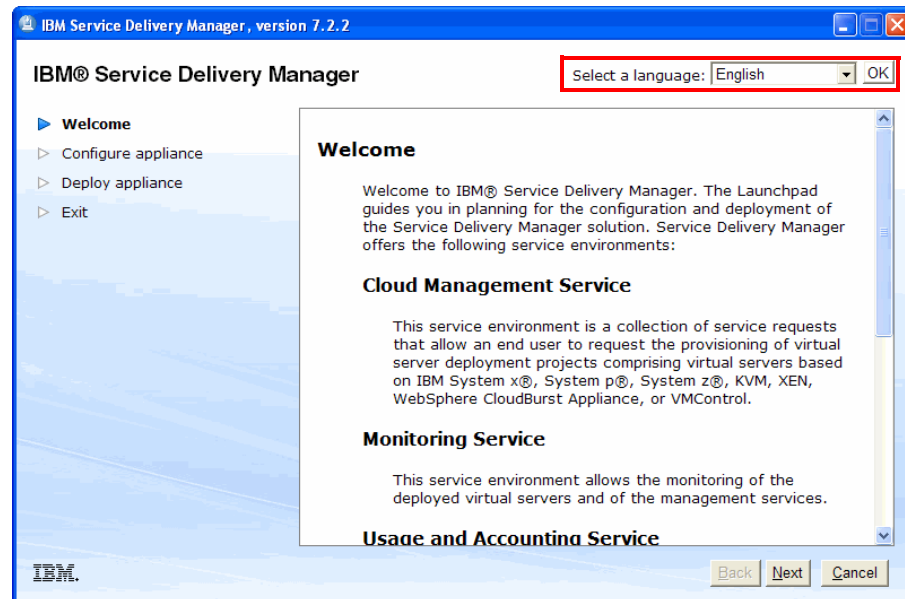 IBM Service Delivery Manager, version 7.2.2
IBM® Service Delivery Manager
Select a language: English OK
Welcome
Configure appliance
Deploy appliance
Exit
Welcome
Welcome to IBM® Service Delivery Manager. The Launchpad
guides you in planning for the configuration and deployment of
the Service Delivery Manager solution. Service Delivery Manager
offers the following service environments:
Cloud Management Service
This service environment is a collection of service requests
that allow an end user to request the provisioning of virtual
server deployment projects comprising virtual servers based
on IBM System x®, System p®, System z®, KVM, XEN,
WebSphere CloudBurst Appliance, or VMControl.
Monitoring Service
This service environment allows the monitoring of the
deployed virtual servers and of the management services.
Usage and Accounting Service
IBM.
Back Next Cancel